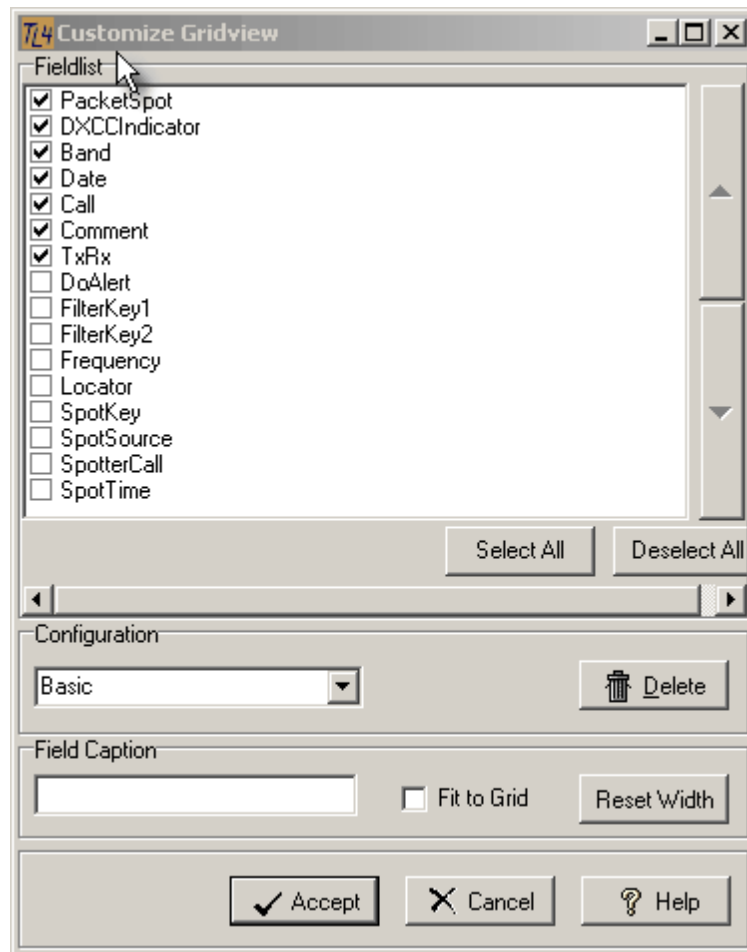 TL4 Customize Gridview
Fieldlist
PacketSpot
DXCCIndicator
Band
Date
Call
Comment
TxRx
DoAlert
FilterKey1
FilterKey2
Frequency
Locator
SpotKey
SpotSource
SpotterCall
SpotTime
Select All Deselect All
Configuration
Basic Delete
Field Caption
Fit to Grid Reset Width
Accept Cancel Help